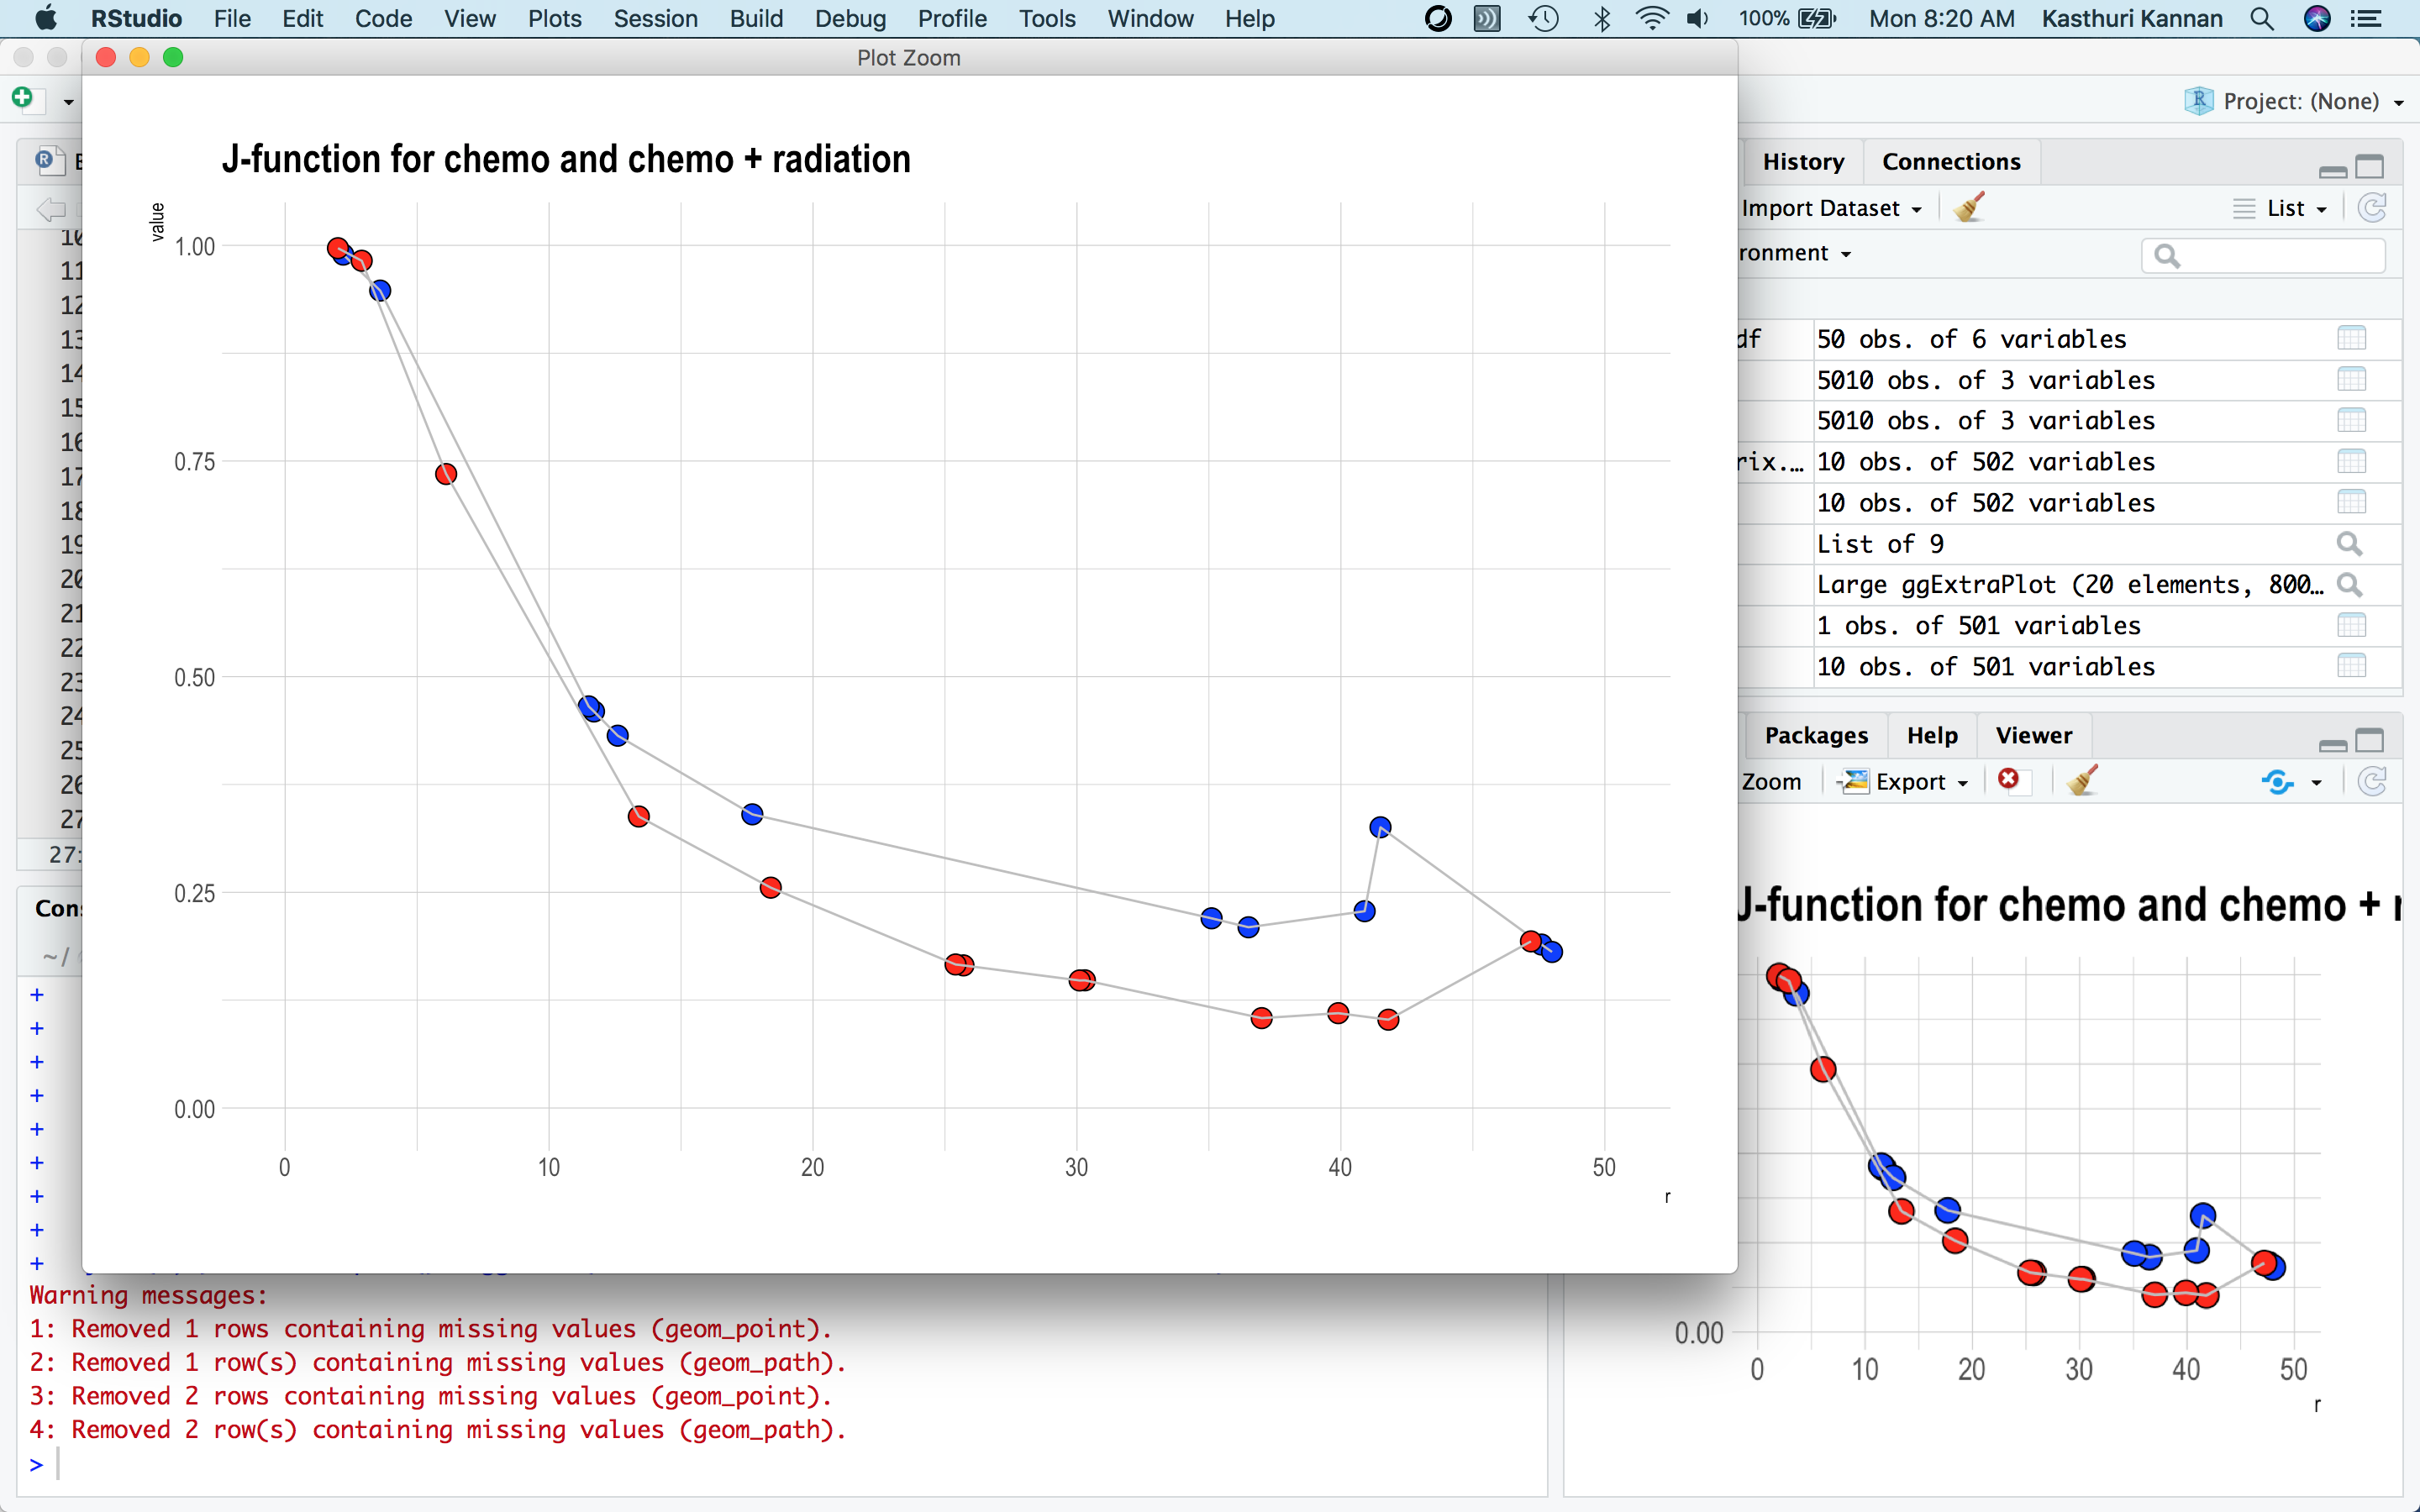 RStudio File Edit Code View Plots Session Build Debug Profile Tools Window Help 100% Mon 8:20 AM Kasthuri Kannan
Plot Zoom
Project: (None)
J-function for chemo and chemo + radiation
value
1.00
0.75
0.50
0.25
0.00
0 10 20 30 40 50
r
History Connections
Import Dataset List
ronment
df 50 obs. of 6 variables
5010 obs. of 3 variables
5010 obs. of 3 variables
rix.… 10 obs. of 502 variables
10 obs. of 502 variables
List of 9
Large ggExtraPlot (20 elements, 800…
1 obs. of 501 variables
10 obs. of 501 variables
Packages Help Viewer
Zoom Export
J-function for chemo and chemo +
0.00
0 10 20 30 40 50
r
11
12
13
14
15
16
17
18
19
20
21
22
23
24
25
26
27
27:
Cons
~/
+
+
+
+
+
+
+
+
+
Warning messages:
1: Removed 1 rows containing missing values (geom_point).
2: Removed 1 row(s) containing missing values (geom_path).
3: Removed 2 rows containing missing values (geom_point).
4: Removed 2 row(s) containing missing values (geom_path).
>